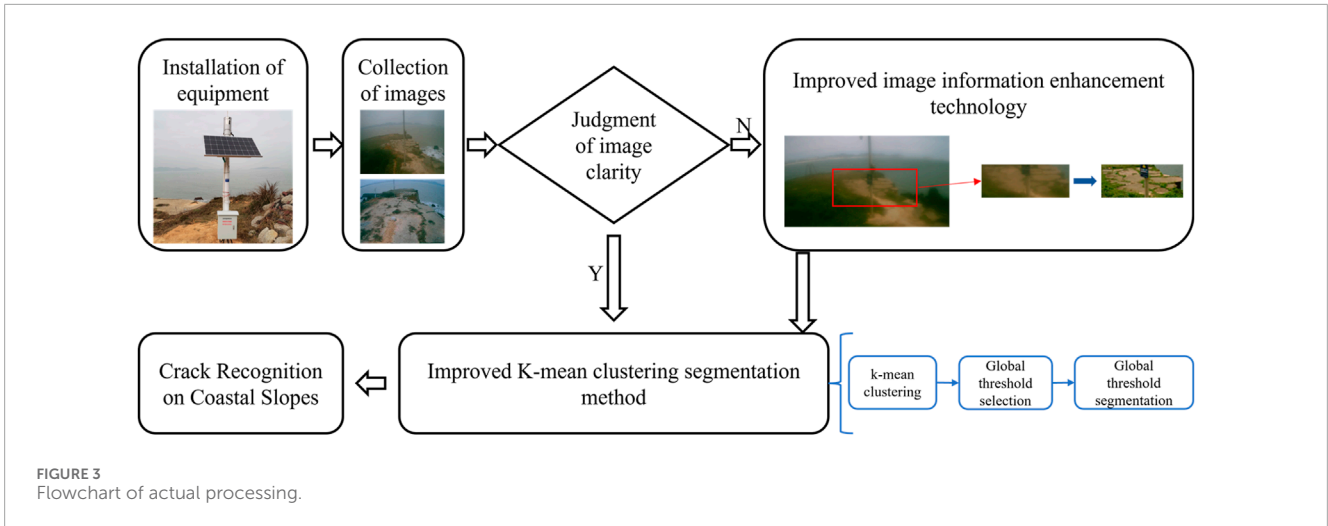 Installation of
equipment
Collection
of images
Judgment
of image
clarity
N
Improved image information enhancement
technology
Y
Crack Recognition
on Coastal Slopes
Improved K-mean clustering segmentation
method
k-mean
clustering
Global
threshold
selection
Global
threshold
segmentation
FIGURE 3
Flowchart of actual processing.